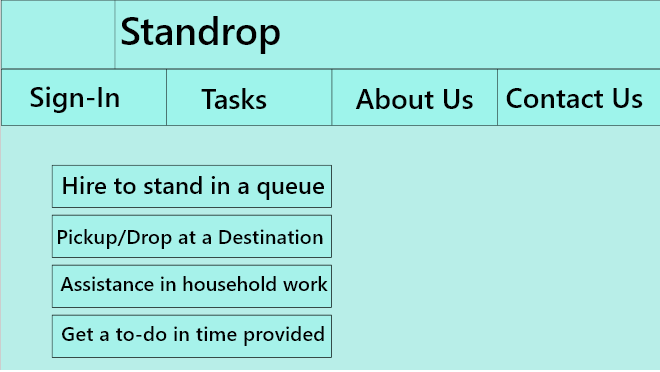 Standrop
Sign-In
Tasks
About Us
Contact Us
Hire to stand in a queue
Pickup/Drop at a Destination
Assistance in household work
Get a to-do in time provided